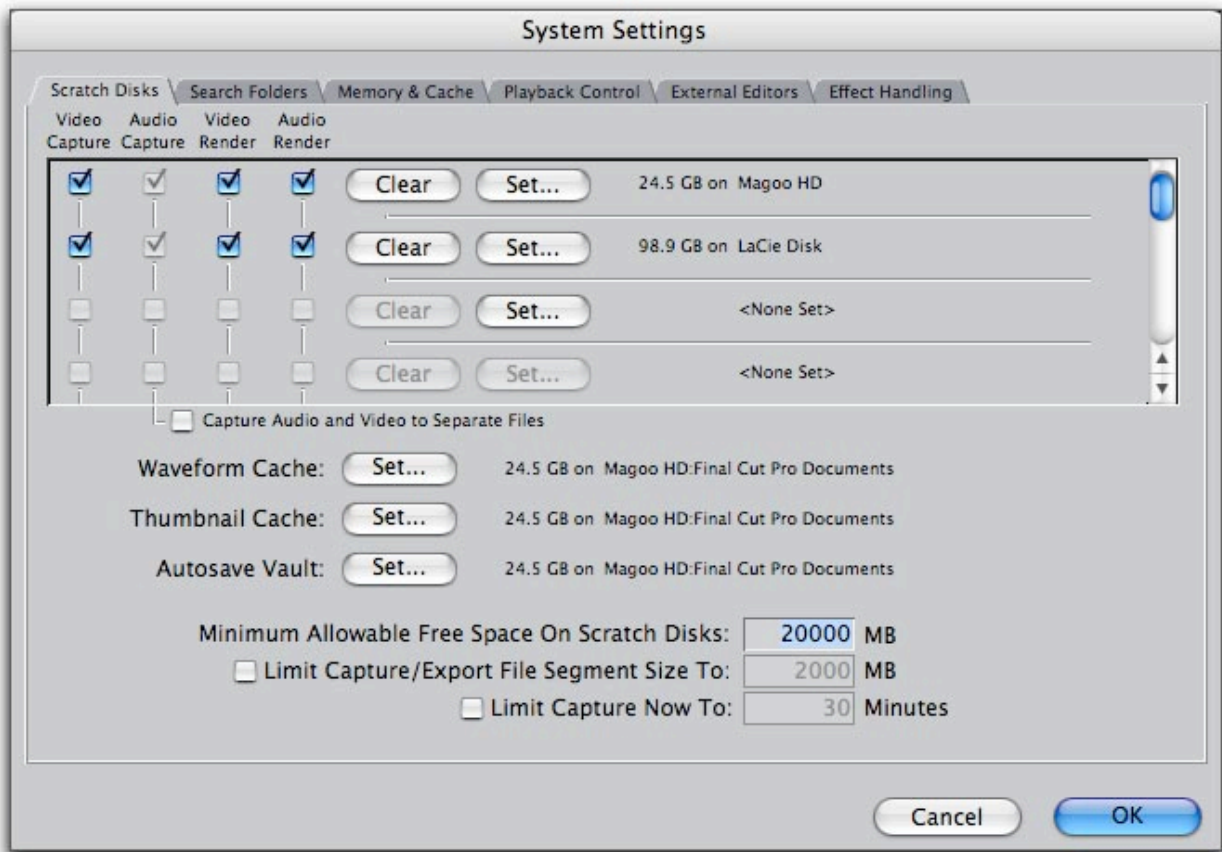 System Settings
Scratch Disks Search Folders Memory & Cache Playback Control External Editors Effect Handling
Video Audio Video Audio
Capture Capture Render Render
Clear Set... 24.5 GB on Magoo HD
Clear Set... 98.9 GB on LaCie Disk
Clear Set... <None Set>
Clear Set... <None Set>
Capture Audio and Video to Separate Files
Waveform Cache: Set... 24.5 GB on Magoo HD:Final Cut Pro Documents
Thumbnail Cache: Set... 24.5 GB on Magoo HD:Final Cut Pro Documents
Autosave Vault: Set... 24.5 GB on Magoo HD:Final Cut Pro Documents
Minimum Allowable Free Space On Scratch Disks: 20000 MB
Limit Capture/Export File Segment Size To: 2000 MB
Limit Capture Now To: 30 Minutes
Cancel OK